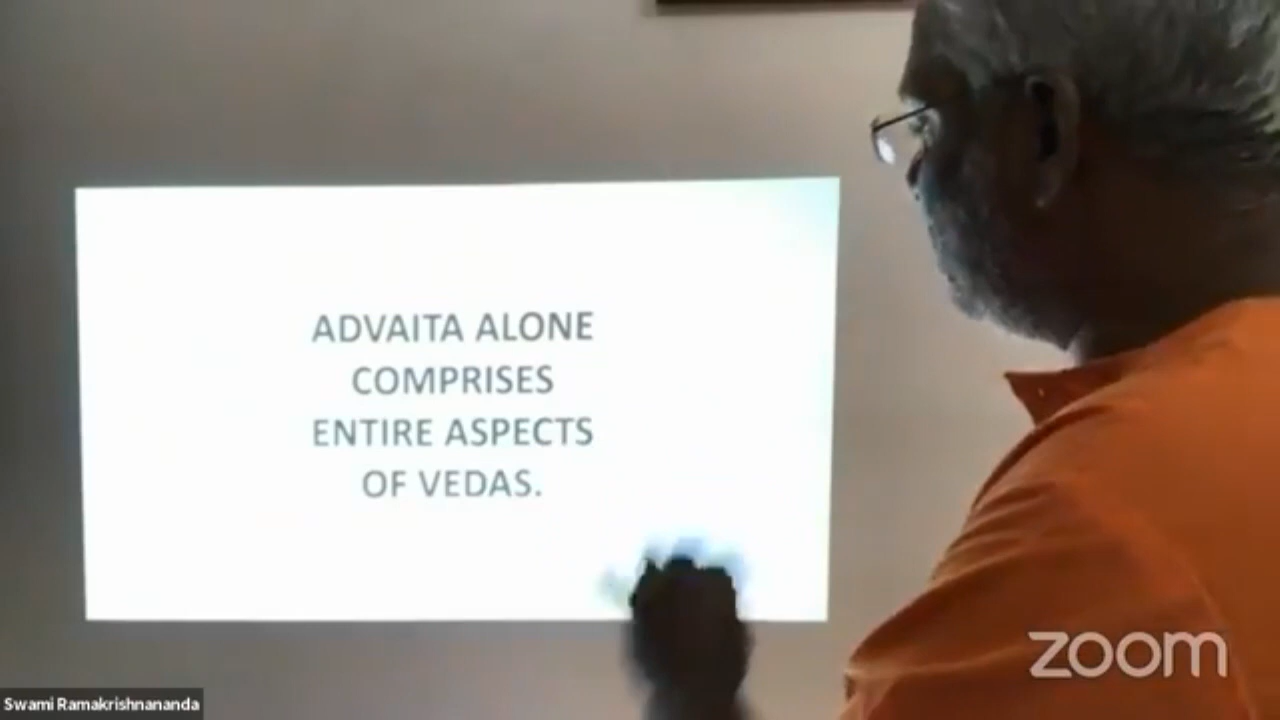 ADVAITA ALONE
COMPRISES
ENTIRE ASPECTS
OF VEDAS.
zoom
Swami Ramakrishnananda